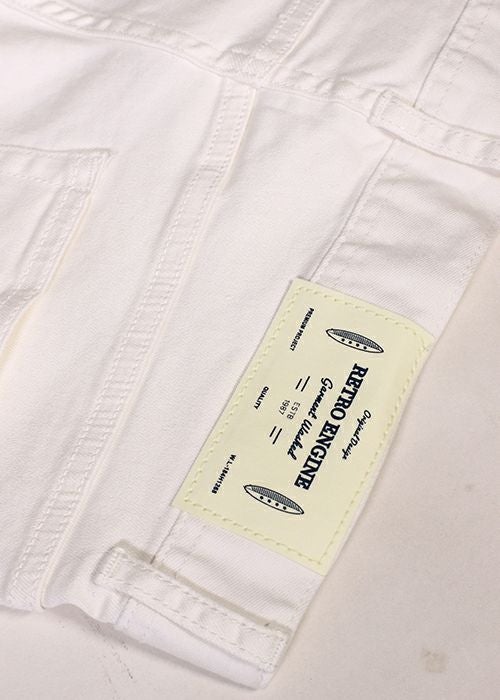 Original Design
RETRO ENGINE
Garment Washed
ESTB
1987
PREMIUM PROJECT
QUALITY